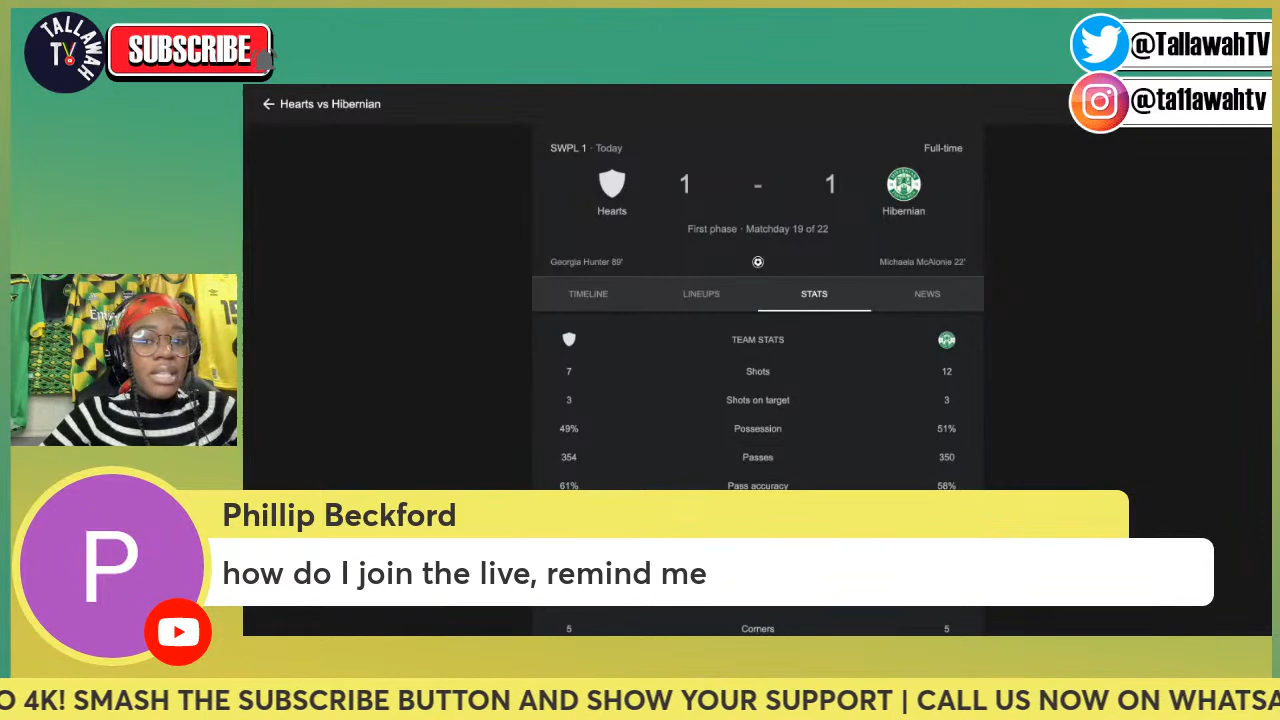 TALLAWAH
TV
SUBSCRIBE
@TallawahTV
@ta11awahtv
Hearts vs Hibernian
SWPL 1 · Today
Full-time
1 - 1
Hearts
Hibernian
First phase · Matchday 19 of 22
Georgia Hunter 89'
Michaela McAlonie 22'
TIMELINE
LINEUPS
STATS
NEWS
TEAM STATS
7 Shots 12
3 Shots on target 3
49% Possession 51%
354 Passes 350
61% Pass accuracy 58%
P
Phillip Beckford
how do I join the live, remind me
5 Corners 5
O 4K! SMASH THE SUBSCRIBE BUTTON AND SHOW YOUR SUPPORT | CALL US NOW ON WHATSA